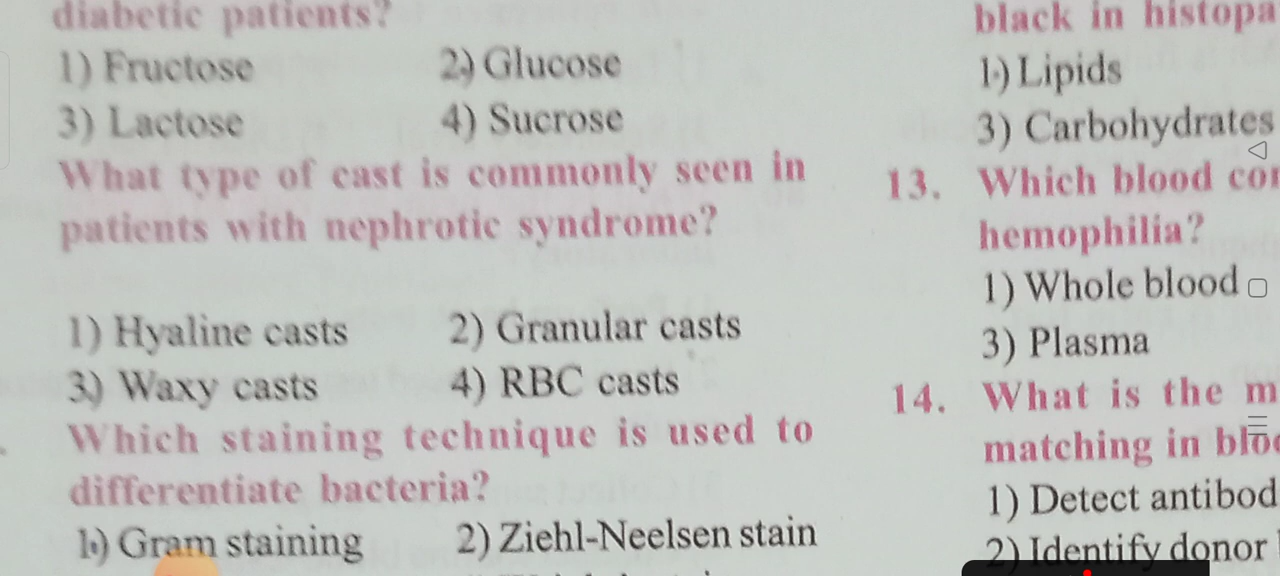 diabetic patients?
1) Fructose 2) Glucose
3) Lactose 4) Sucrose
What type of cast is commonly seen in
patients with nephrotic syndrome?
1) Hyaline casts 2) Granular casts
3) Waxy casts 4) RBC casts
Which staining technique is used to
differentiate bacteria?
1) Gram staining 2) Ziehl-Neelsen stain
black in histopa
1) Lipids
3) Carbohydrates
13. Which blood
hemophilia?
1) Whole blood
3) Plasma
14. What is the m
matching in
1) Detect antibod
2) Identify donor